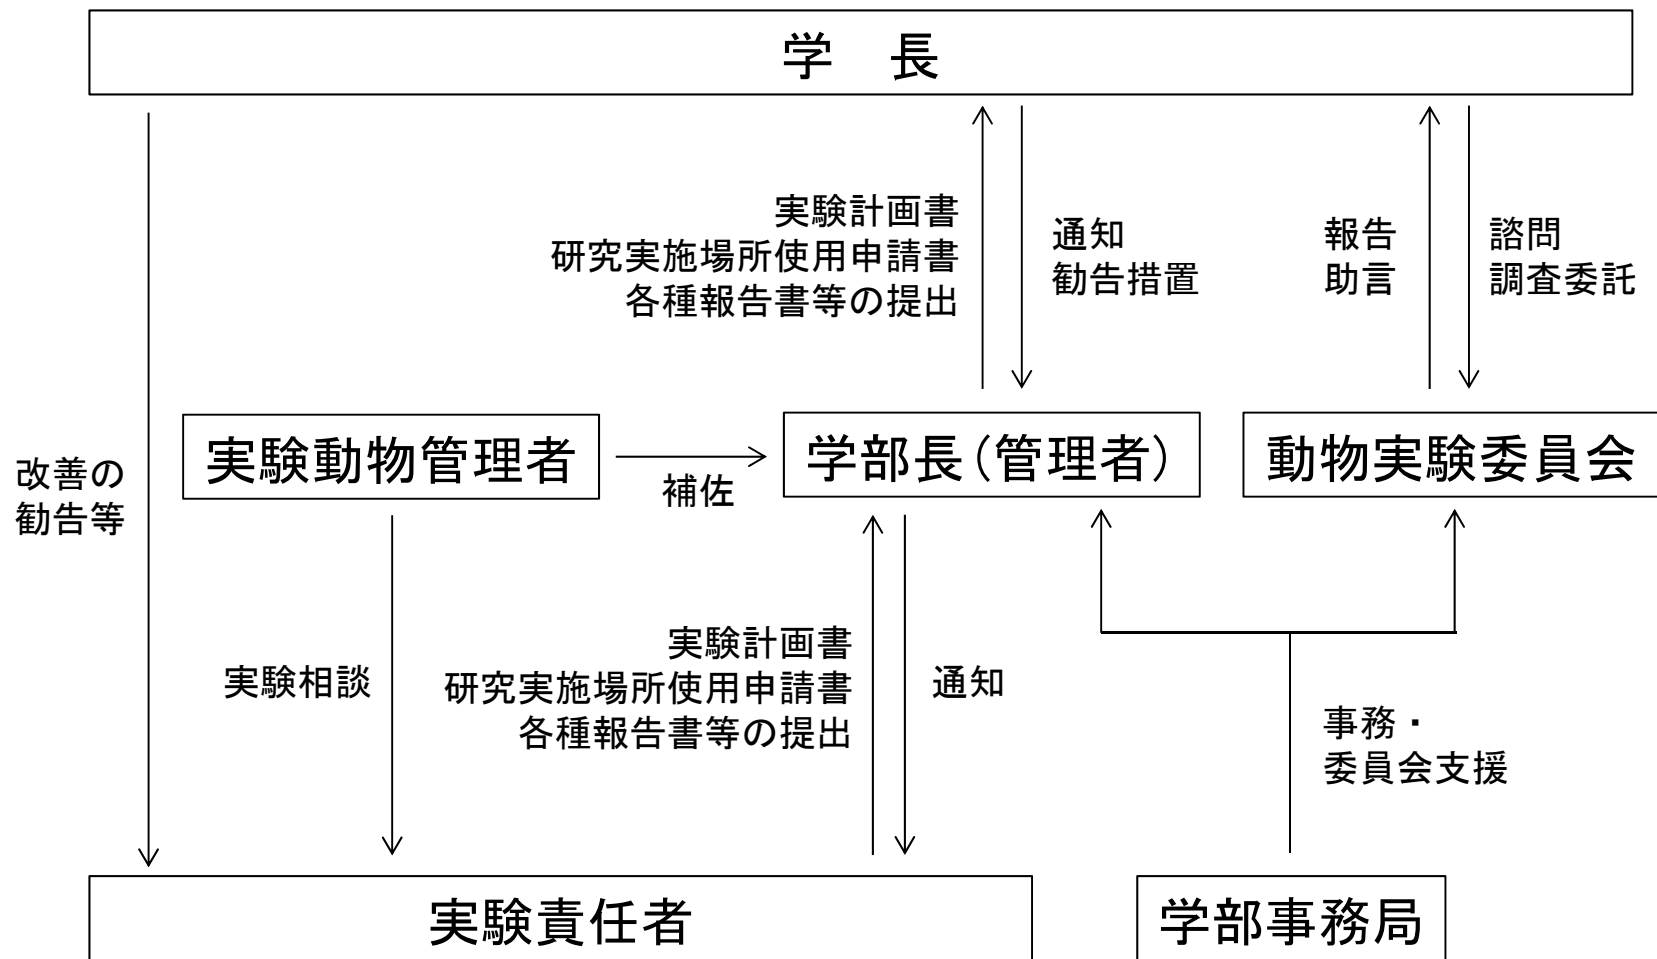 学　長
実験計画書
研究実施場所使用申請書
各種報告書等の提出
通知
勧告措置
報告
助言
諮問
調査委託
改善の
勧告等
実験動物管理者
補佐
学部長(管理者)
動物実験委員会
実験相談
実験計画書
研究実施場所使用申請書
各種報告書等の提出
通知
事務・
委員会支援
実験責任者
学部事務局